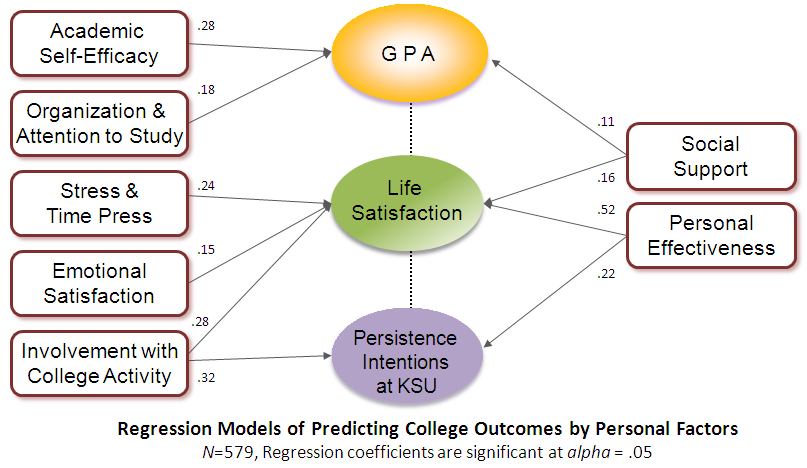 Academic
Self-Efficacy
.28
G P A
Organization &
Attention to Study
.18
.11
Social
Support
.16
Stress &
Time Press
.24
Life
Satisfaction
.52
Personal
Effectiveness
.22
Emotional
Satisfaction
.15
Involvement with
College Activity
.28
.32
Persistence
Intentions
at KSU
Regression Models of Predicting College Outcomes by Personal Factors
N=579, Regression coefficients are significant at alpha = .05